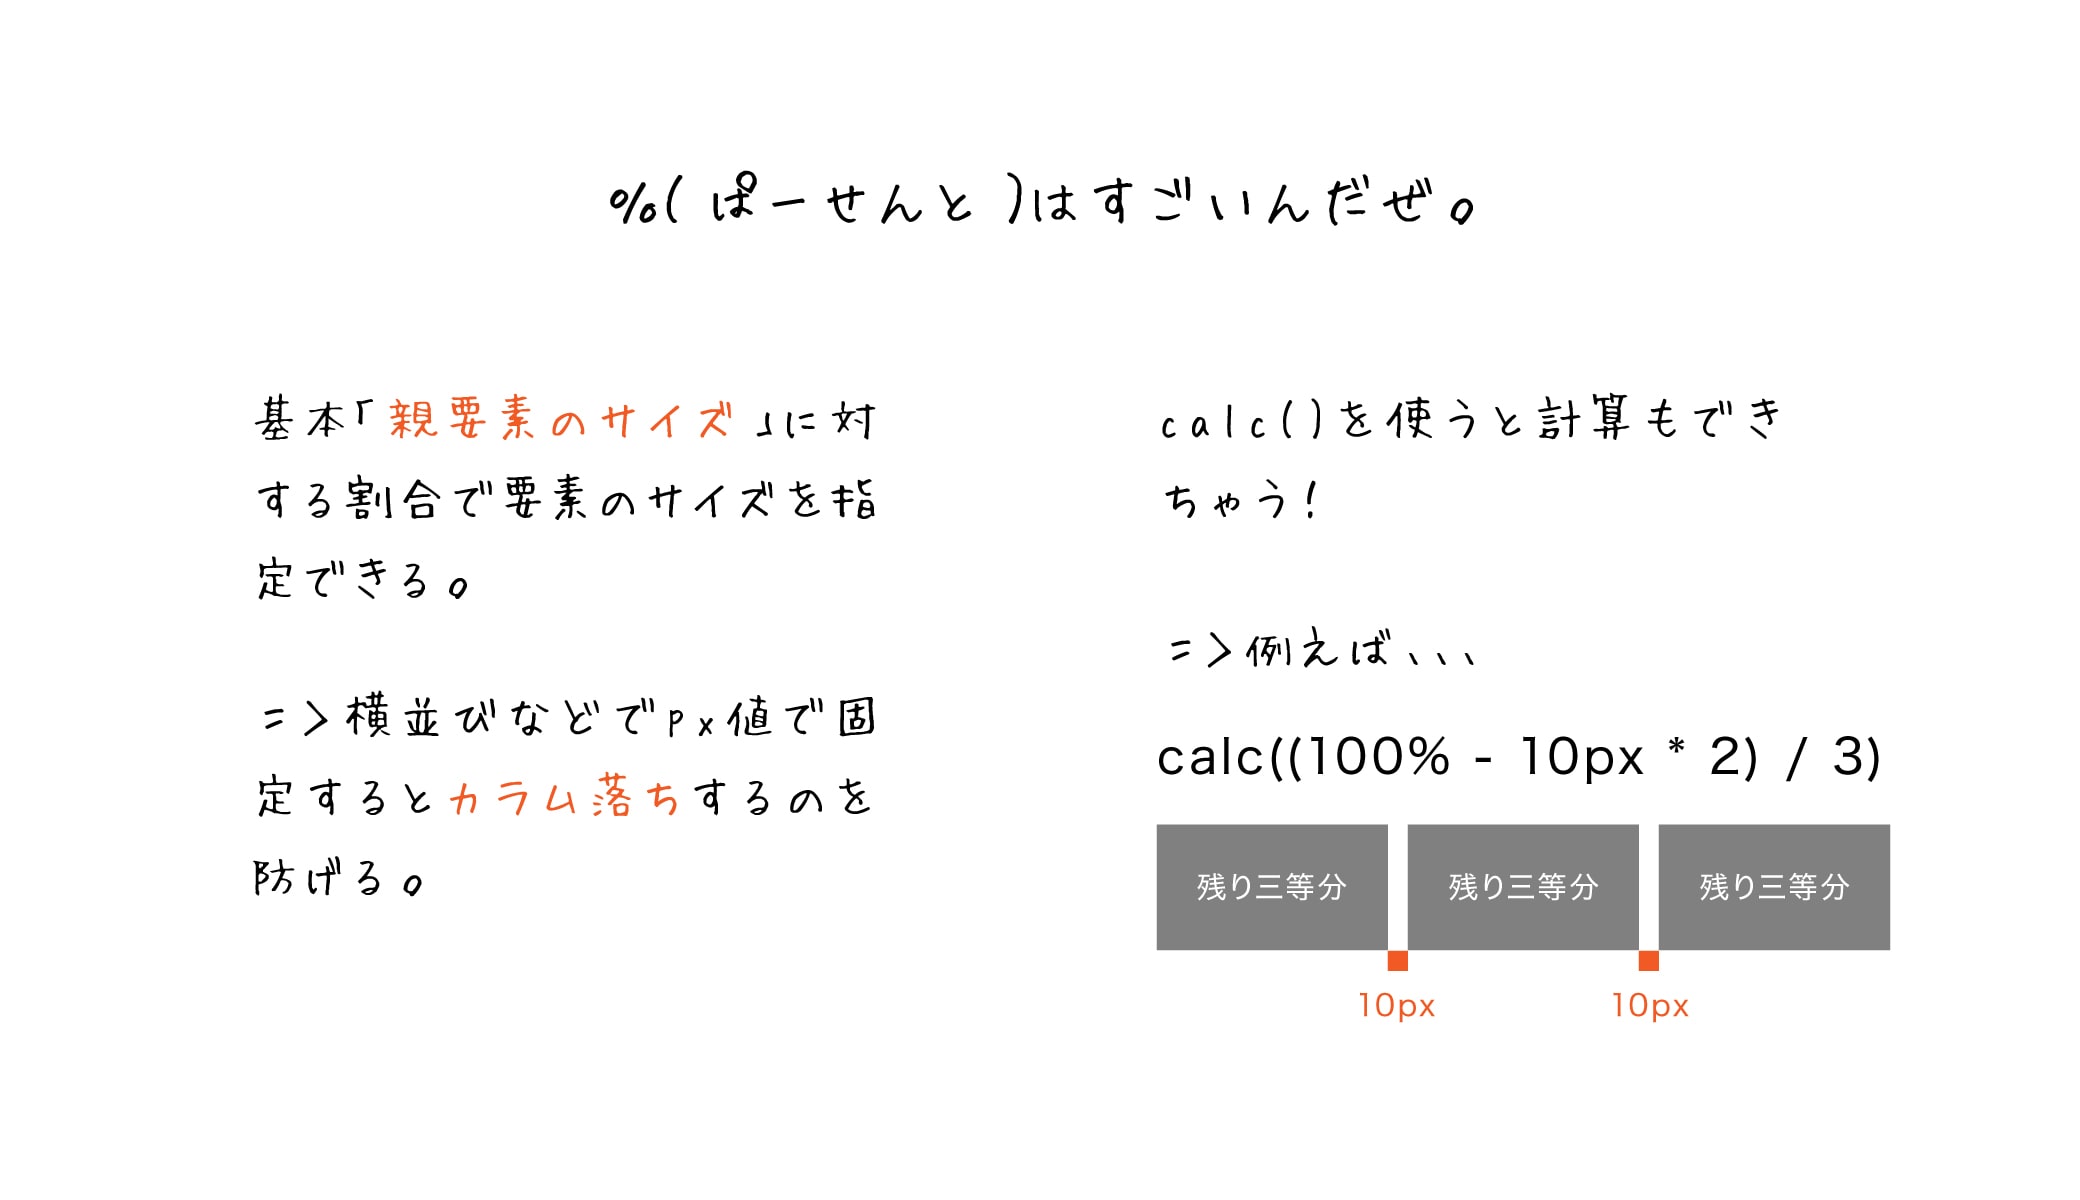 %(ぱーせんと)はすごいんだぜ。
基本「親要素のサイズ」に対
する割合で要素のサイズを指
定できる。
=>横並びなどでpx値で固
定するとカラム落ちするのを
防げる。
calc()を使うと計算もでき
ちゃう!
=>例えば、、、
calc((100% - 10px * 2) / 3)
残り三等分
残り三等分
残り三等分
10px
10px